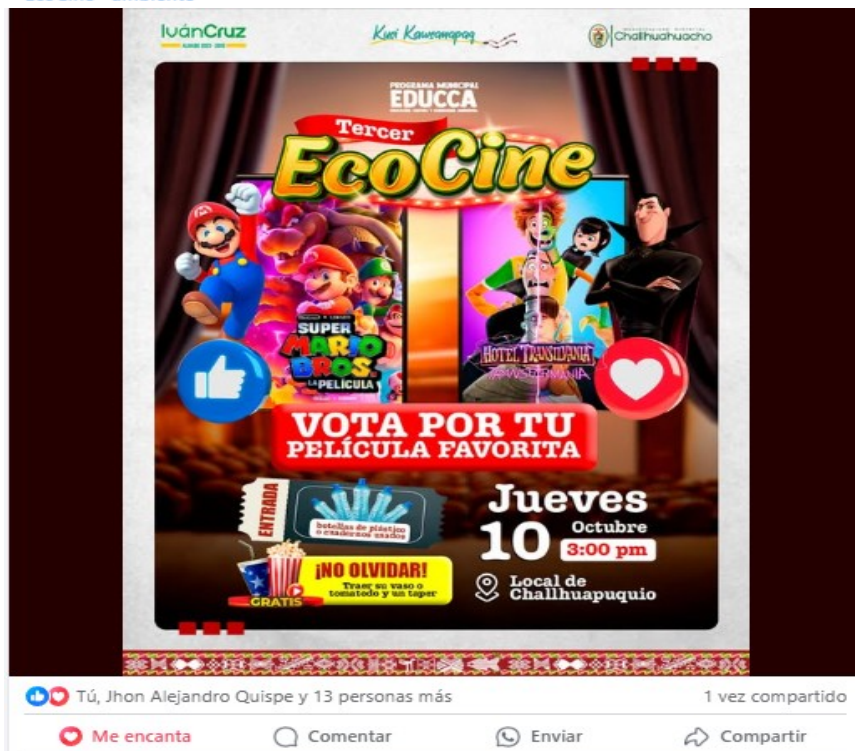 IvánCruz
Kusi Kawsanapaq
Challhuahuacho
PROGRAMA MUNICIPAL
EDUCCA
Tercer
EcoCine
SUPER
MARIO
BROS.
LA PELÍCULA
HOTEL TRANSILVANIA
VOTA POR TU
PELÍCULA FAVORITA
ENTRADA
botellas de plástico
o cuadernos usados
Jueves
10 Octubre
3:00 pm
¡NO OLVIDAR!
Traer su vaso o
tomatodo y un taper
GRATIS
Local de
Challhuapuquio
Tú, Jhon Alejandro Quispe y 13 personas más
1 vez compartido
Me encanta
Comentar
Enviar
Compartir